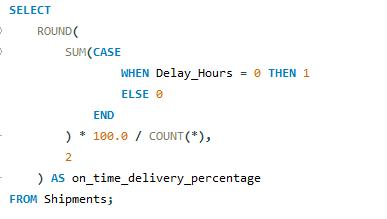 SELECT
ROUND(
SUM(CASE
WHEN Delay_Hours = 0 THEN 1
ELSE 0
END
) * 100.0 / COUNT(*),
2
) AS on_time_delivery_percentage
FROM Shipments;